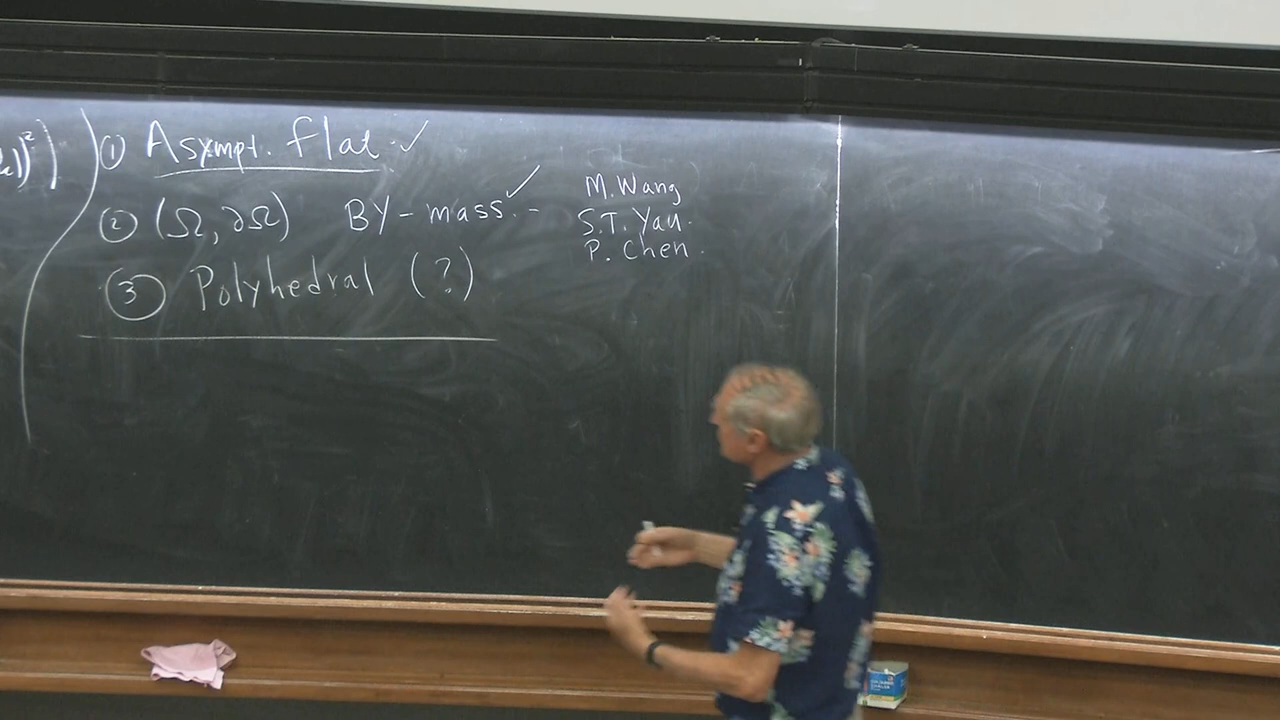 ① Asympt. flat. ✓
② (Ω, ∂Ω) BY-mass. - ✓
③ Polyhedral (?)
M. Wang
S.T. Yau.
P. Chen.